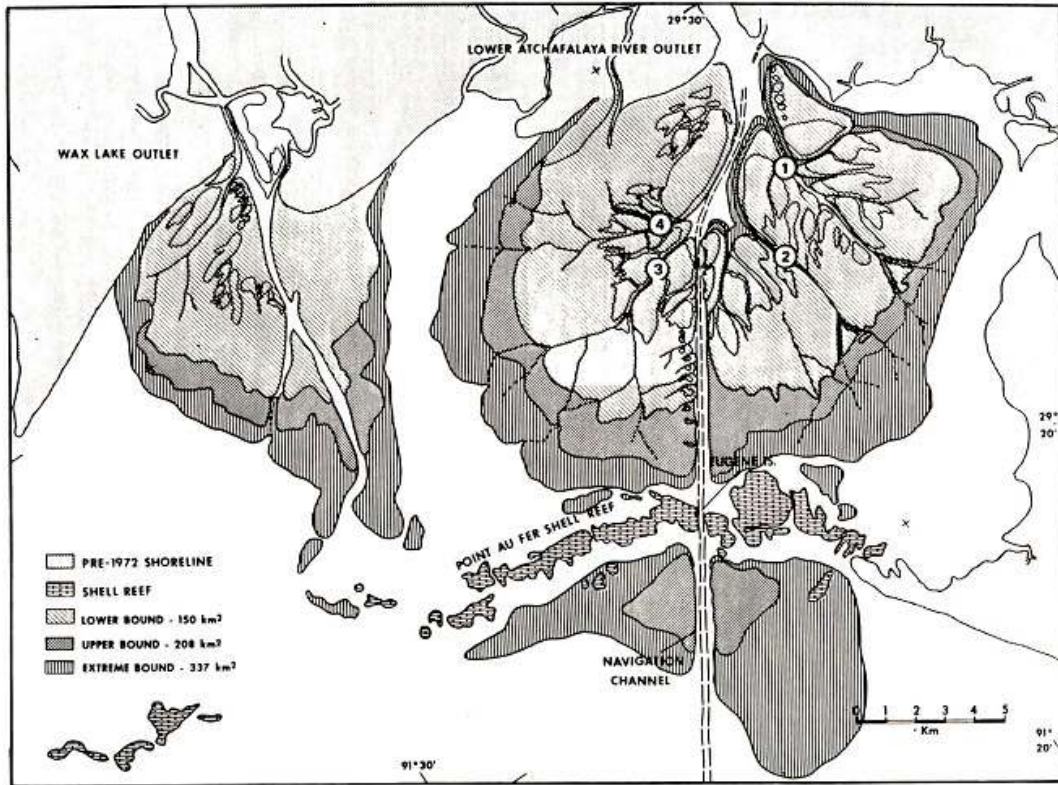 29°30'
LOWER ATCHAFALAYA RIVER OUTLET
WAX LAKE OUTLET
1
4
2
3
29°
20'
EUGENE IS.
POINT AU FER SHELL REEF
PRE-1972 SHORELINE
SHELL REEF
LOWER BOUND - 150 km²
UPPER BOUND - 208 km²
EXTREME BOUND - 337 km²
NAVIGATION
CHANNEL
0 1 2 3 4 5
Km
91°
20'
91°30'